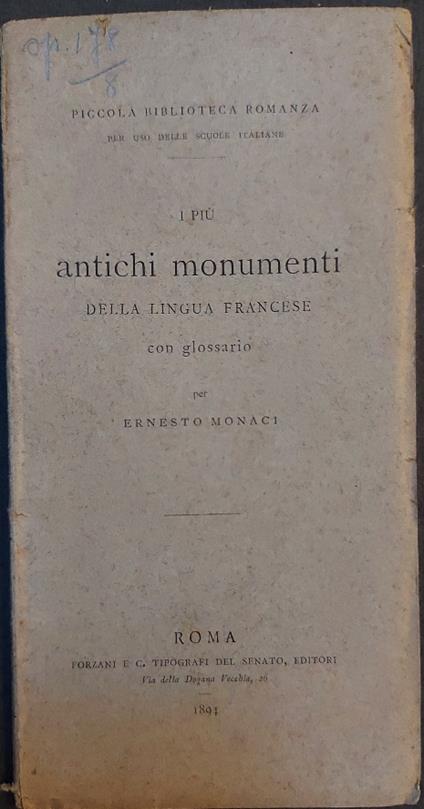 op. 178
/8
PICCOLA BIBLIOTECA ROMANZA
PER USO DELLE SCUOLE ITALIANE
I PIÙ
antichi monumenti
DELLA LINGUA FRANCESE
con glossario
per
ERNESTO MONACI
ROMA
FORZANI E C. TIPOGRAFI DEL SENATO, EDITORI
Via della Dogana Vecchia, 26
1894